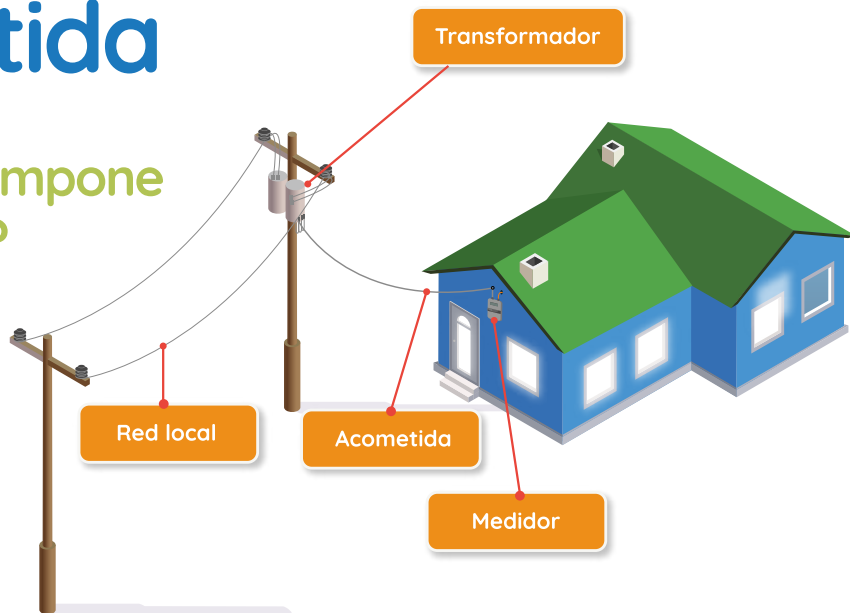 tida
mpone
o
Transformador
Red local
Acometida
Medidor